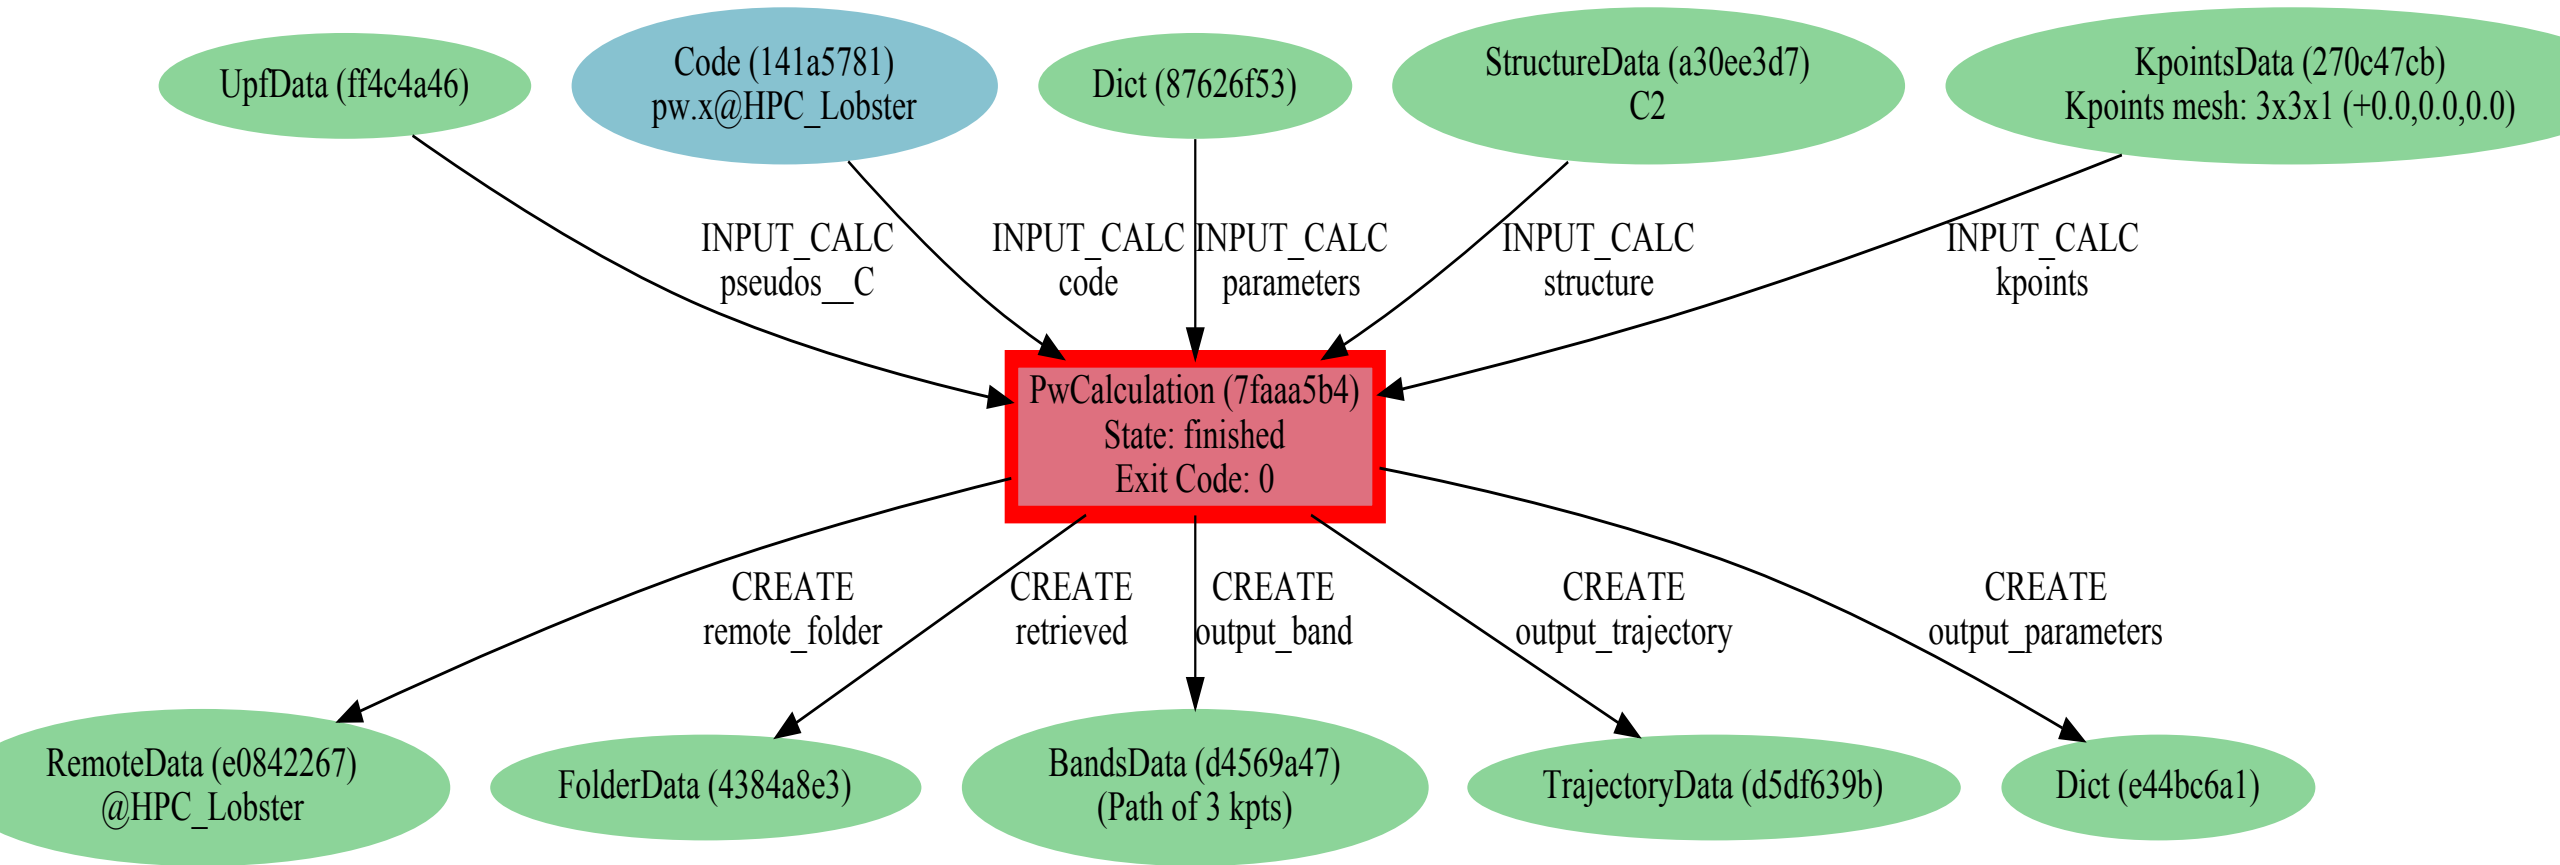 UpfData (ff4c4a46)
Code (141a5781)
pw.x@HPC_Lobster
Dict (87626f53)
StructureData (a30ee3d7)
C2
KpointsData (270c47cb)
Kpoints mesh: 3x3x1 (+0.0,0.0,0.0)
INPUT_CALC
pseudos__C
INPUT_CALC
code
INPUT_CALC
parameters
INPUT_CALC
structure
INPUT_CALC
kpoints
PwCalculation (7faaa5b4)
State: finished
Exit Code: 0
CREATE
remote_folder
CREATE
retrieved
CREATE
output_band
CREATE
output_trajectory
CREATE
output_parameters
RemoteData (e0842267)
@HPC_Lobster
FolderData (4384a8e3)
BandsData (d4569a47)
(Path of 3 kpts)
TrajectoryData (d5df639b)
Dict (e44bc6a1)